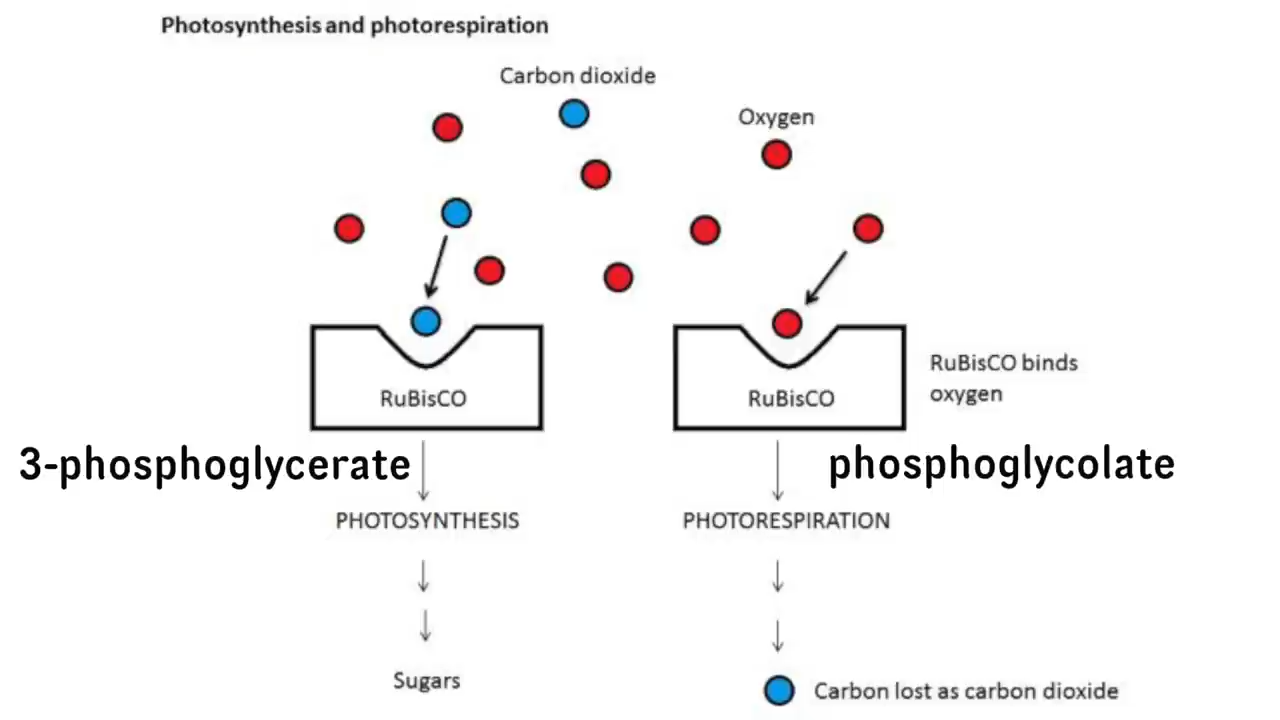 Photosynthesis and photorespiration
Carbon dioxide
Oxygen
RuBisCO
RuBisCO
RuBisCO binds
oxygen
3-phosphoglycerate
phosphoglycolate
PHOTOSYNTHESIS
PHOTORESPIRATION
Sugars
Carbon lost as carbon dioxide